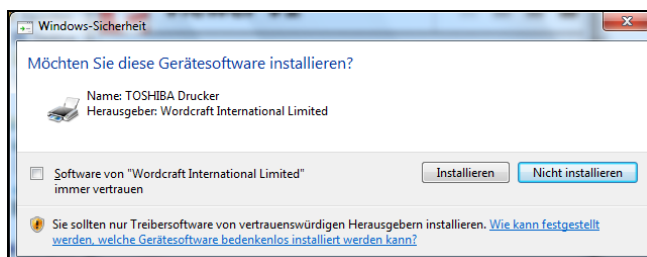 Windows-Sicherheit
Möchten Sie diese Gerätesoftware installieren?
Name: TOSHIBA Drucker
Herausgeber: Wordcraft International Limited
Software von "Wordcraft International Limited"
immer vertrauen
Installieren
Nicht installieren
Sie sollten nur Treibersoftware von vertrauenswürdigen Herausgebern installieren. Wie kann festgestellt
werden, welche Gerätesoftware bedenkenlos installiert werden kann?